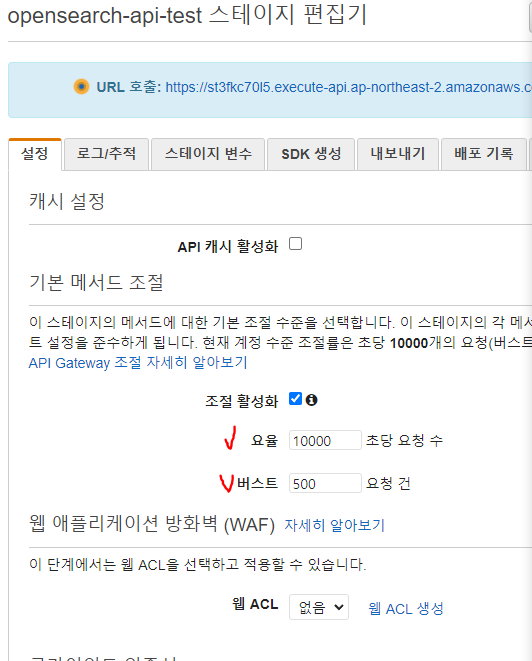 opensearch-api-test 스테이지 편집기
URL 호출: https://st3fkc70l5.execute-api.ap-northeast-2.amazonaws.c
설정 로그/추적 스테이지 변수 SDK 생성 내보내기 배포 기록
캐시 설정
API 캐시 활성화
기본 메서드 조절
이 스테이지의 메서드에 대한 기본 조절 수준을 선택합니다. 이 스테이지의 각 메서
트 설정을 준수하게 됩니다. 현재 계정 수준 조절률은 초당 10000개의 요청(버스트
API Gateway 조절 자세히 알아보기
조절 활성화
요율 10000 초당 요청 수
버스트 500 요청 건
웹 애플리케이션 방화벽 (WAF) 자세히 알아보기
이 단계에서는 웹 ACL을 선택하고 적용할 수 있습니다.
웹 ACL 없음 웹 ACL 생성